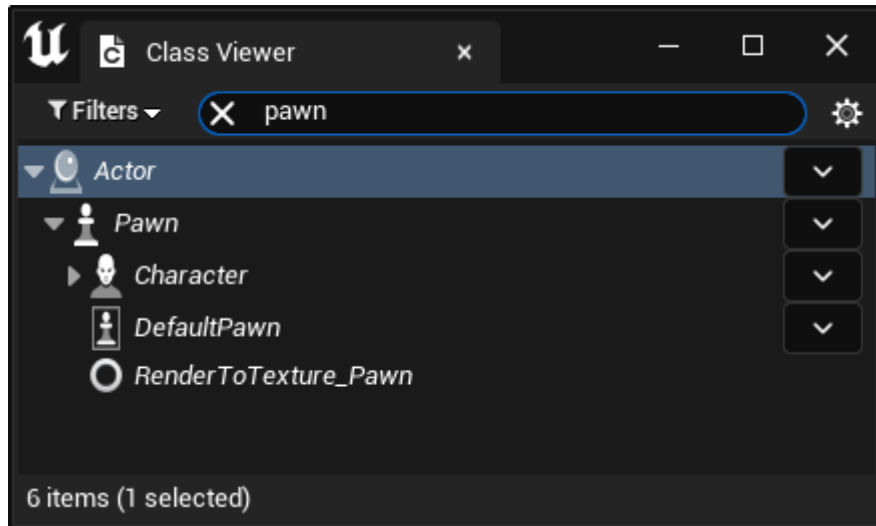 Class Viewer
Filters pawn
Actor
Pawn
Character
DefaultPawn
RenderToTexture_Pawn
6 items (1 selected)